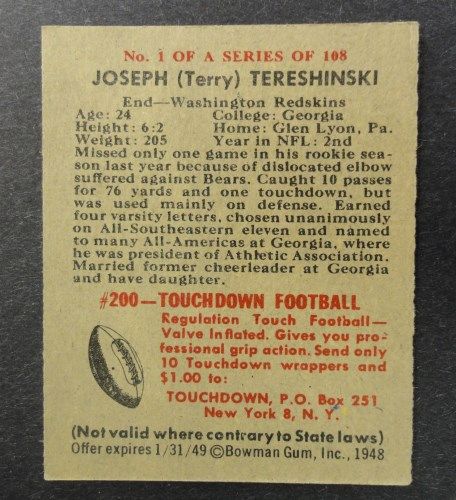 No. 1 OF A SERIES OF 108
JOSEPH (Terry) TERESHINSKI
End—Washington Redskins
Age: 24 College: Georgia
Height: 6:2 Home: Glen Lyon, Pa.
Weight: 205 Year in NFL: 2nd
Missed only one game in his rookie sea-
son last year because of dislocated elbow
suffered against Bears. Caught 10 passes
for 76 yards and one touchdown, but
was used mainly on defense. Earned
four varsity letters, chosen unanimously
on All-Southeastern eleven and named
to many All-Americas at Georgia, where
he was president of Athletic Association.
Married former cheerleader at Georgia
and have daughter.
#200—TOUCHDOWN FOOTBALL
Regulation Touch Football—
Valve Inflated. Gives you pro-
fessional grip action. Send only
10 Touchdown wrappers and
$1.00 to:
TOUCHDOWN, P.O. Box 251
New York 8, N. Y.
(Not valid where contrary to State laws)
Offer expires 1/31/49 ©Bowman Gum, Inc., 1948